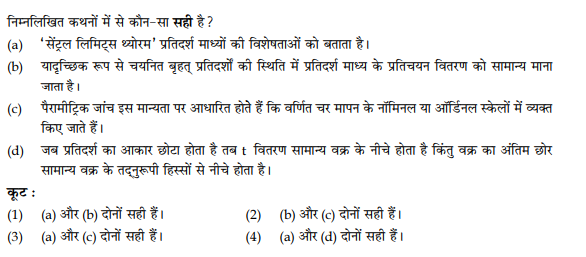 निम्नलिखित कथनों में से कौन-सा सही है ?
(a) 'सेंट्रल लिमिट्स थ्योरम' प्रतिदर्श माध्यों की विशेषताओं को बताता है।
(b) यादृच्छिक रूप से चयनित बृहत् प्रतिदर्शों की स्थिति में प्रतिदर्श माध्य के प्रतिचयन वितरण को सामान्य माना
जाता है।
(c) पैरामीट्रिक जांच इस मान्यता पर आधारित होते हैं कि वर्णित चर मापन के नॉमिनल या ऑर्डिनल स्केलों में व्यक्त
किए जाते हैं।
(d) जब प्रतिदर्श का आकार छोटा होता है तब t वितरण सामान्य वक्र के नीचे होता है किंतु वक्र का अंतिम छोर
सामान्य वक्र के तद्नुरूपी हिस्सों से नीचे होता है।
कूट :
(1) (a) और (b) दोनों सही हैं। (2) (b) और (c) दोनों सही हैं।
(3) (a) और (c) दोनों सही हैं। (4) (a) और (d) दोनों सही हैं।